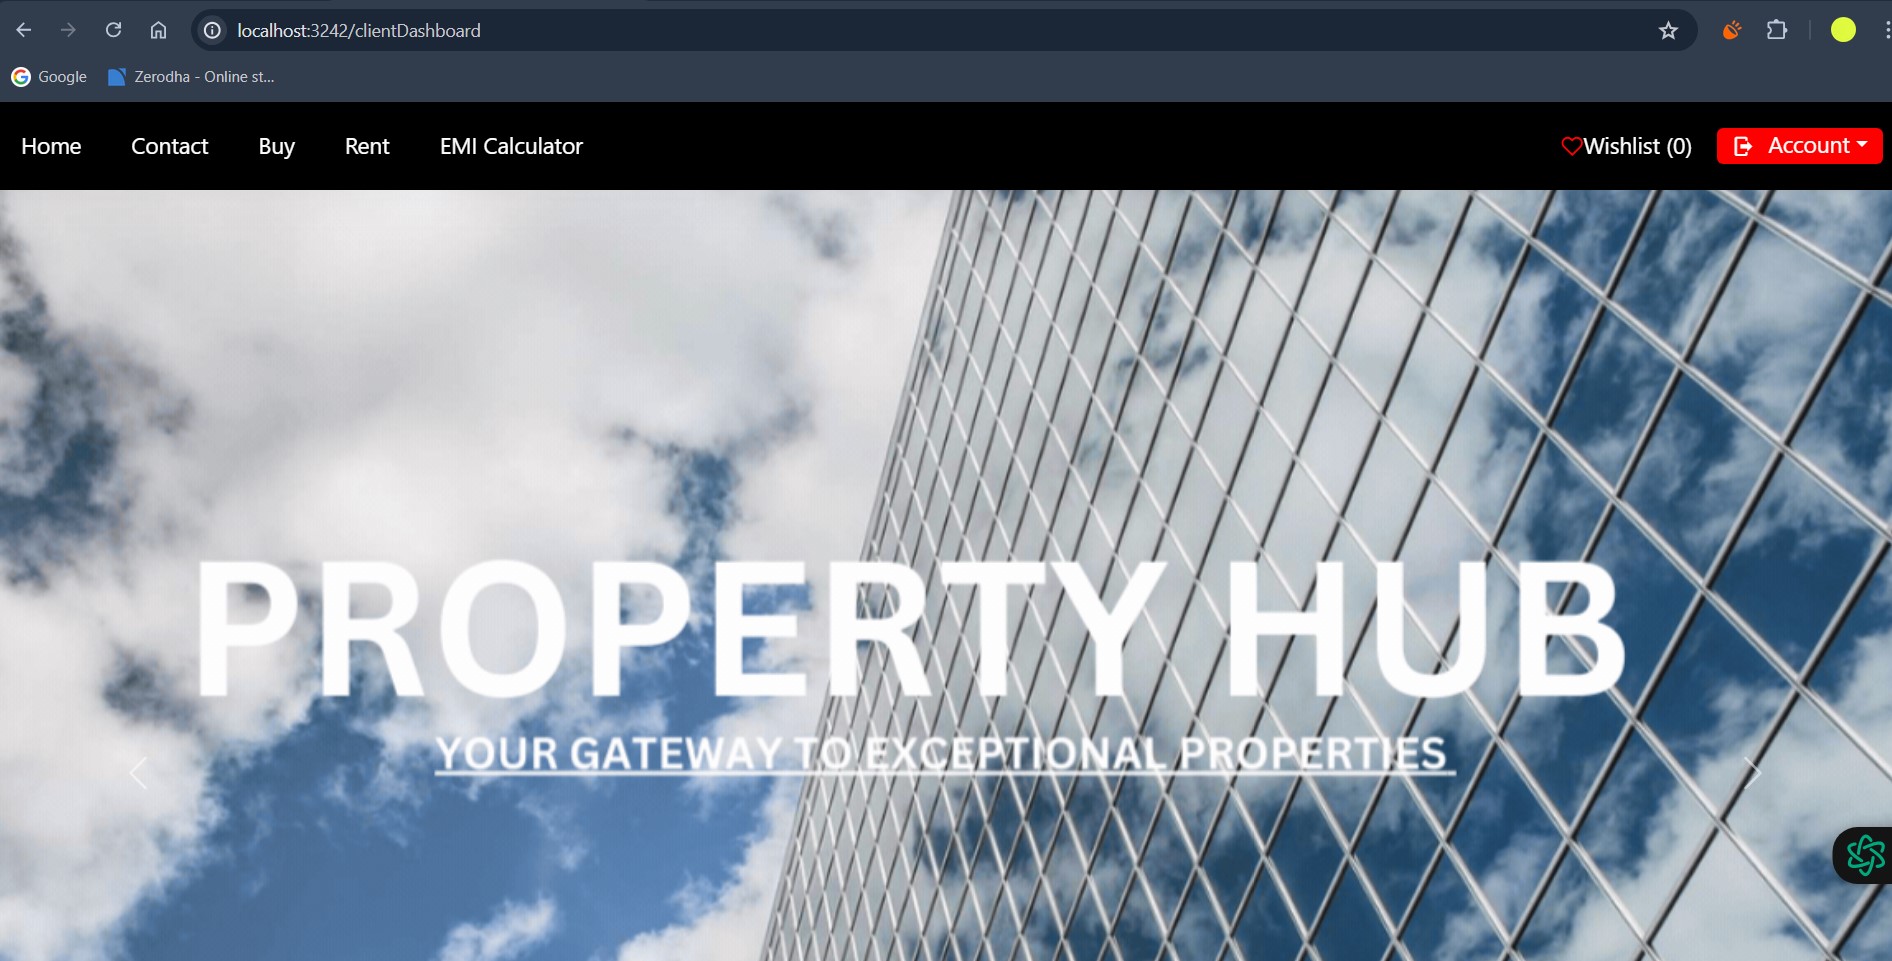 localhost:3242/clientDashboard
Google Zerodha - Online st...
Home Contact Buy Rent EMI Calculator Wishlist (0) Account
PROPERTY HUB
YOUR GATEWAY TO EXCEPTIONAL PROPERTIES